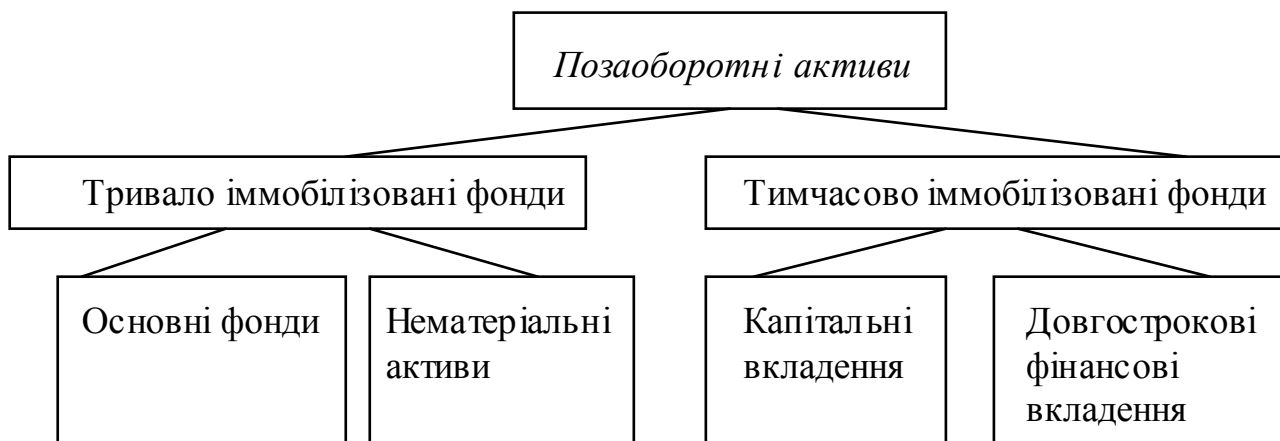 Позаоборотні активи
Тривало іммобілізовані фонди
Тимчасово іммобілізовані фонди
Основні фонди
Нематеріальні
активи
Капітальні
вкладення
Довгострокові
фінансові
вкладення